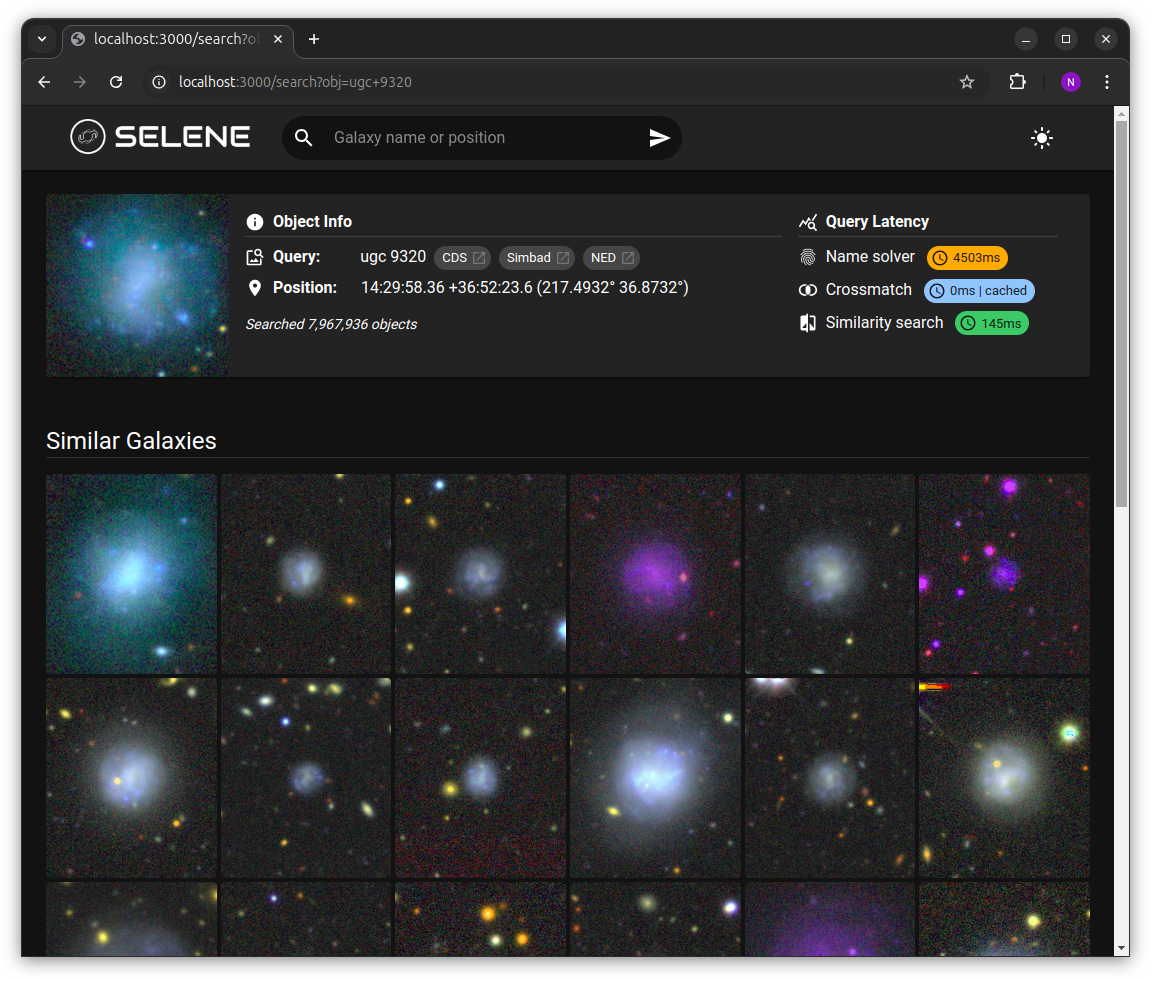 localhost:3000/search?ob
localhost:3000/search?obj=ugc+9320
N
SELENE
Galaxy name or position
Object Info
Query: ugc 9320 CDS Simbad NED
Position: 14:29:58.36 +36:52:23.6 (217.4932° 36.8732°)
Searched 7,967,936 objects
Query Latency
Name solver 4503ms
Crossmatch 0ms | cached
Similarity search 145ms
Similar Galaxies